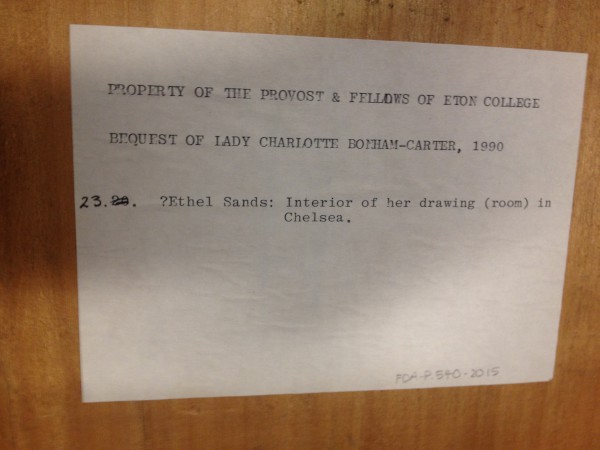 PROPERTY OF THE PROVOST & FELLOWS OF ETON COLLEGE
BEQUEST OF LADY CHARLOTTE BONHAM-CARTER, 1990
23. ?Ethel Sands: Interior of her drawing (room) in
Chelsea.
FDA-P.540-2015